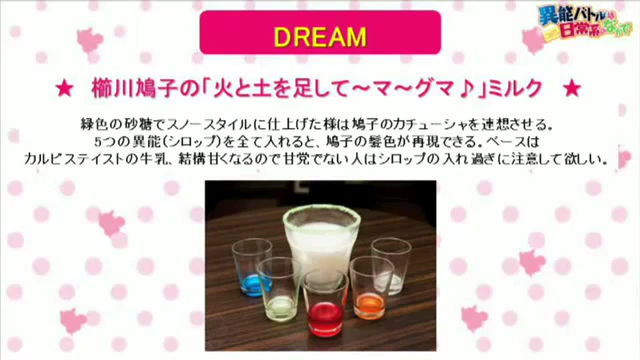 異能バトルは
日常系のなかで
DREAM
★ 櫛川鳩子の「火と土を足して～マ～グマ♪」ミルク ★
緑色の砂糖でスノースタイルに仕上げた様は鳩子のカチューシャを連想させる。
5つの異能(シロップ)を全て入れると、鳩子の髪色が再現できる。ベースは
カルピステイストの牛乳、結構甘くなるので甘党でない人はシロップの入れ過ぎに注意して欲しい。